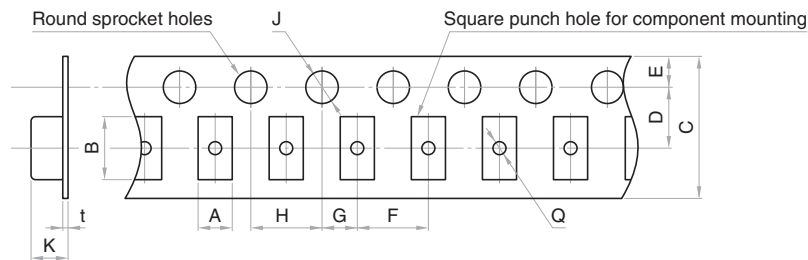 Round sprocket holes
J
Square punch hole for component mounting
E
D
C
B
t
A
H
G
F
Q
K